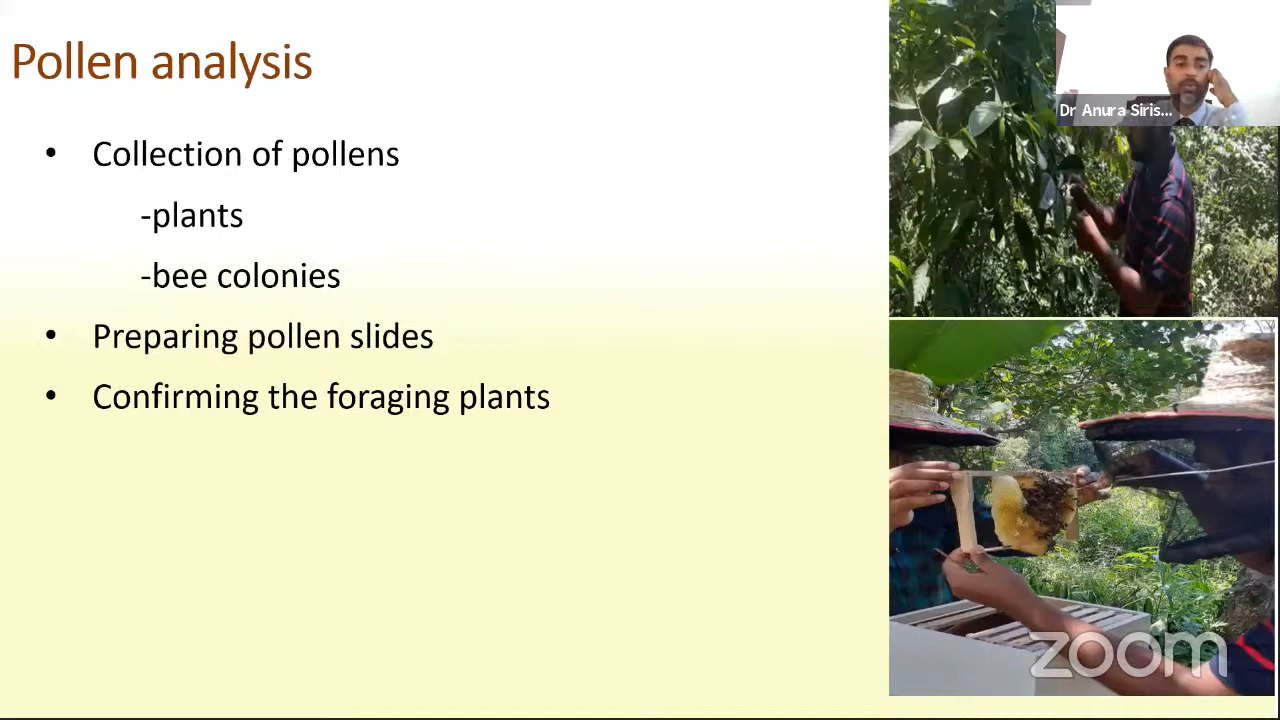 Pollen analysis
• Collection of pollens
-plants
-bee colonies
• Preparing pollen slides
• Confirming the foraging plants
Dr Anura Siris...
zoom